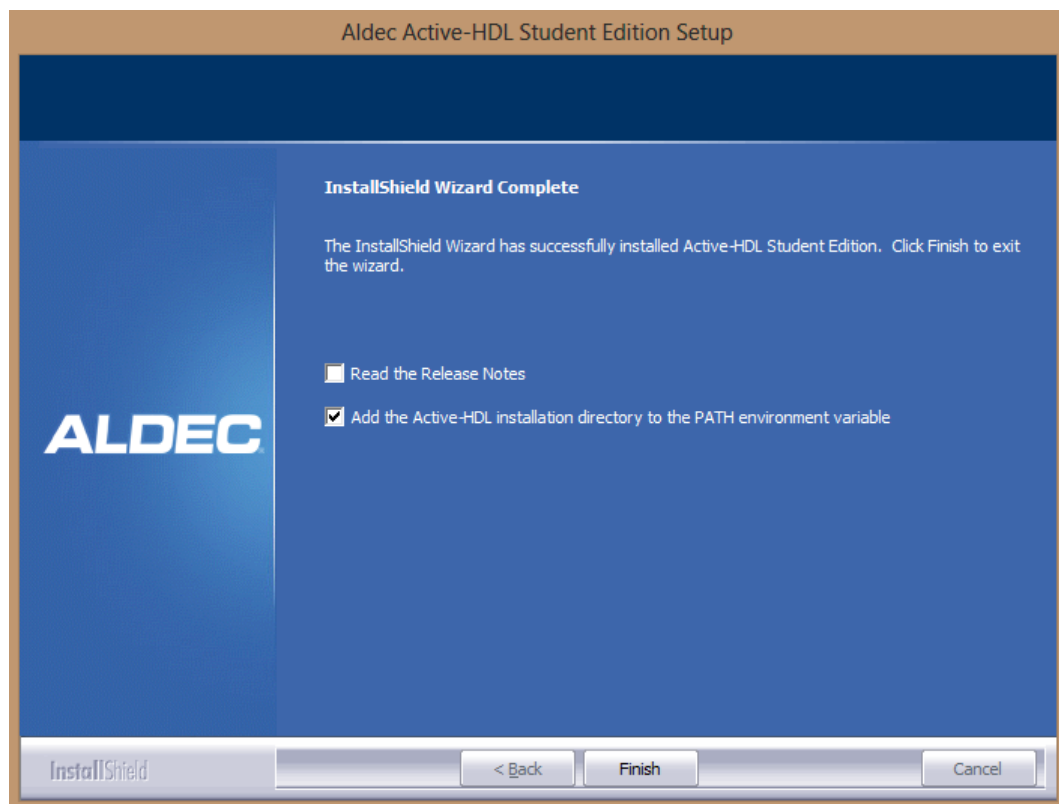 Aldec Active-HDL Student Edition Setup
InstallShield Wizard Complete
The InstallShield Wizard has successfully installed Active-HDL Student Edition. Click Finish to exit
the wizard.
Read the Release Notes
Add the Active-HDL installation directory to the PATH environment variable
ALDEC
InstallShield
< Back
Finish
Cancel